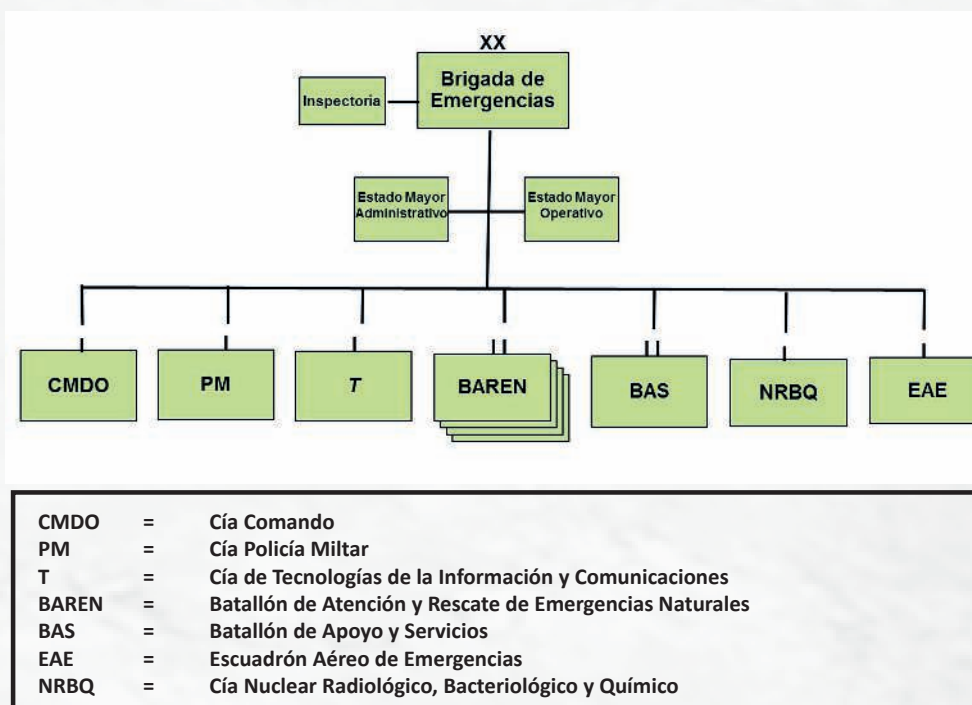 XX
Brigada de
Emergencias
Inspectoria
Estado Mayor
Administrativo
Estado Mayor
Operativo
CMDO
PM
T
BAREN
BAS
NRBQ
EAE
CMDO = Cía Comando
PM = Cía Policía Miltar
T = Cía de Tecnologías de la Información y Comunicaciones
BAREN = Batallón de Atención y Rescate de Emergencias Naturales
BAS = Batallón de Apoyo y Servicios
EAE = Escuadrón Aéreo de Emergencias
NRBQ = Cía Nuclear Radiológico, Bacteriológico y Químico